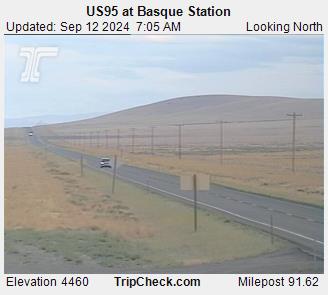 US95 at Basque Station
Updated: Sep 12 2024 7:05 AM Looking North
Elevation 4460 TripCheck.com Milepost 91.62